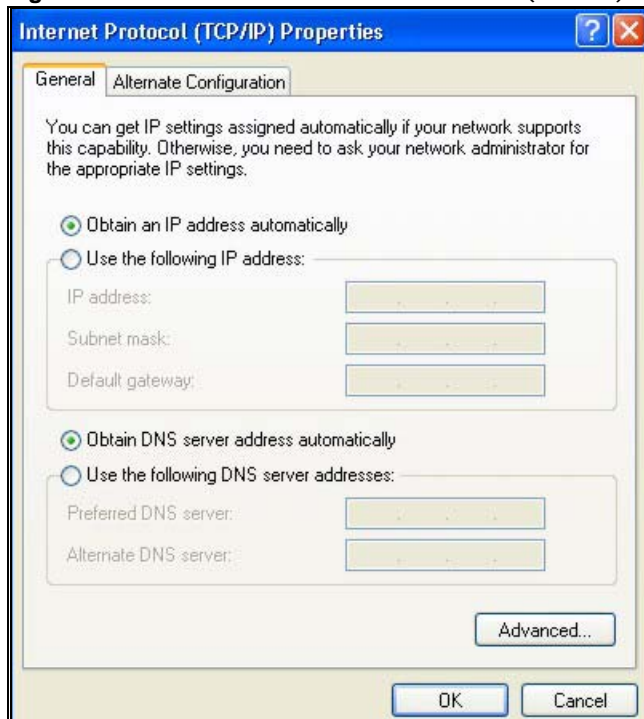 Internet Protocol (TCP/IP) Properties
General
Alternate Configuration
You can get IP settings assigned automatically if your network supports
this capability. Otherwise, you need to ask your network administrator for
the appropriate IP settings.
Obtain an IP address automatically
Use the following IP address:
IP address:
Subnet mask:
Default gateway:
Obtain DNS server address automatically
Use the following DNS server addresses:
Preferred DNS server:
Alternate DNS server:
Advanced...
OK
Cancel